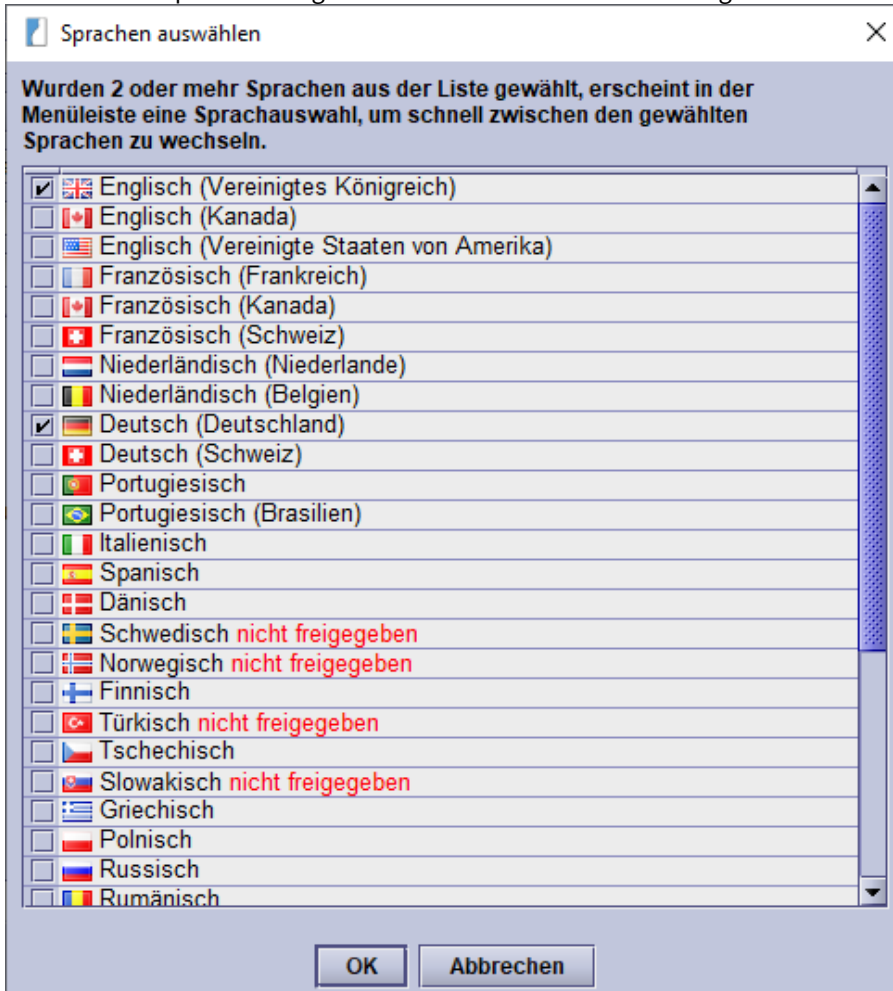 Sprachen auswählen
Wurden 2 oder mehr Sprachen aus der Liste gewählt, erscheint in der
Menüleiste eine Sprachauswahl, um schnell zwischen den gewählten
Sprachen zu wechseln.
Englisch (Vereinigtes Königreich)
Englisch (Kanada)
Englisch (Vereinigte Staaten von Amerika)
Französisch (Frankreich)
Französisch (Kanada)
Französisch (Schweiz)
Niederländisch (Niederlande)
Niederländisch (Belgien)
Deutsch (Deutschland)
Deutsch (Schweiz)
Portugiesisch
Portugiesisch (Brasilien)
Italienisch
Spanisch
Dänisch
Schwedisch nicht freigegeben
Norwegisch nicht freigegeben
Finnisch
Türkisch nicht freigegeben
Tschechisch
Slowakisch nicht freigegeben
Griechisch
Polnisch
Russisch
Rumänisch
OK Abbrechen